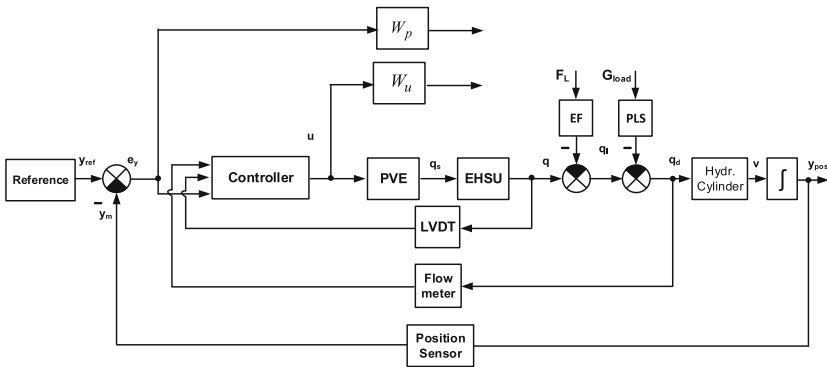 W_p
W_u
F_L
G_load
EF
PLS
u
y_ref
e_y
q_s
q
q_l
q_d
v
y_pos
Reference
Controller
PVE
EHSU
Hydr.
Cylinder
∫
− y_m
−
−
LVDT
Flow
meter
Position
Sensor